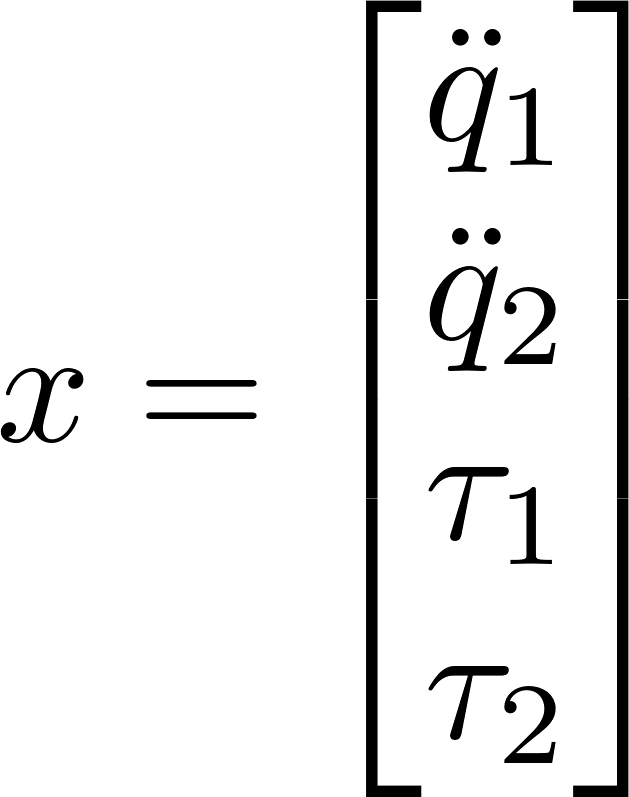 q̈₁
q̈₂
x =
τ₁
τ₂